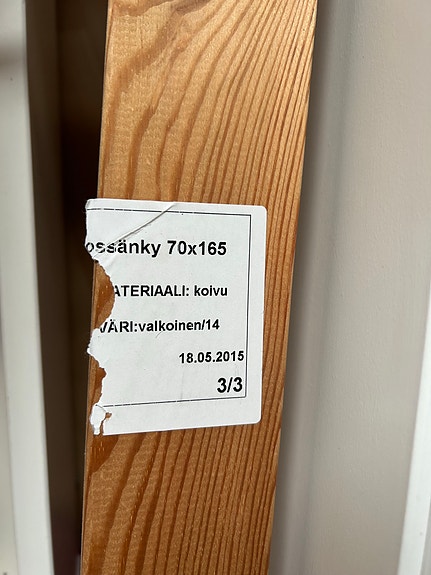 ossänky 70x165
ATERIAALI: koivu
VÄRI:valkoinen/14
18.05.2015
3/3